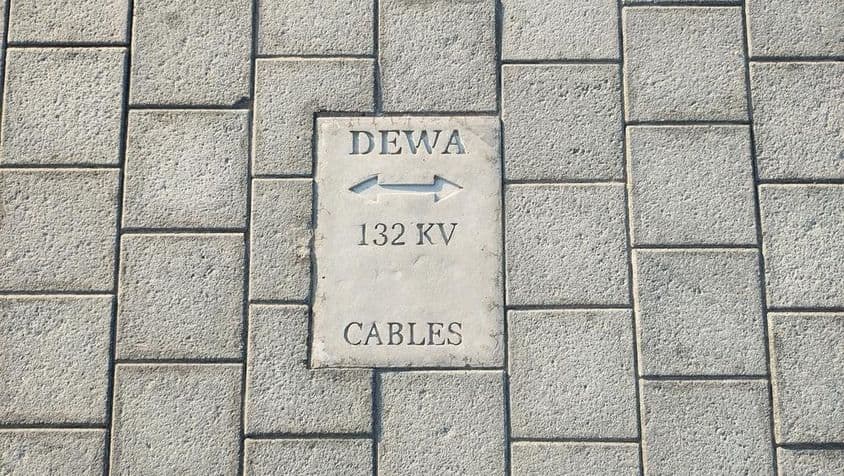 DEWA
132 KV
CABLES